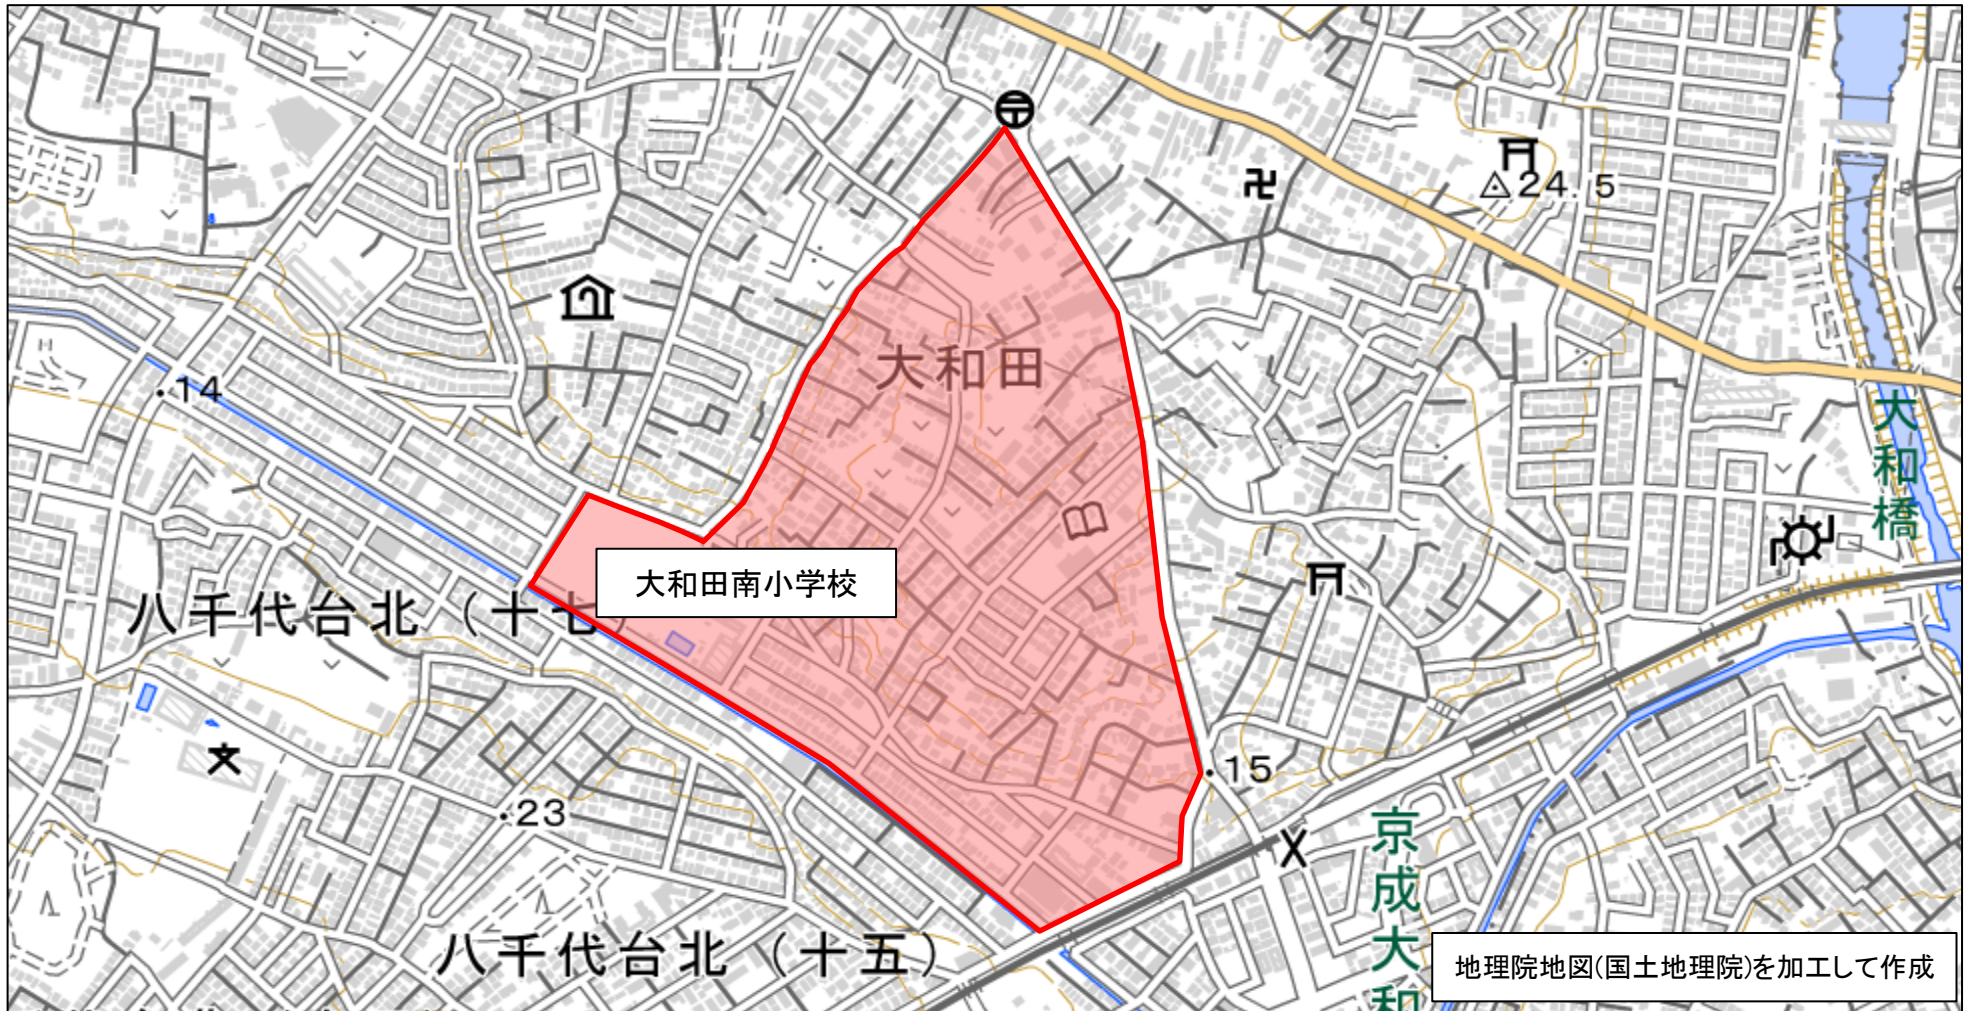 24.5
大和田
14
大和橋
大和田南小学校
八千代台北（十七
15
23
京成大和
八千代台北（十五）
地理院地図(国土地理院)を加工して作成